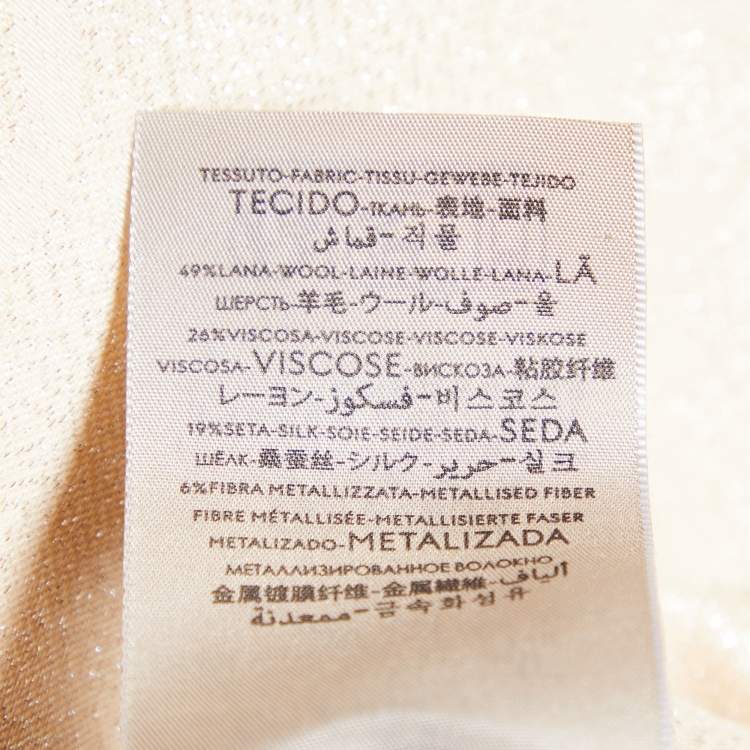 TESSUTO-FABRIC-TISSU-GEWEBE-TEJIDO
TECIDO-ТКАНЬ-表地-面料
قماش-직물
49%LANA-WOOL-LAINE-WOLLE-LANA-LÃ
ШЕРСТЬ-羊毛-ウール-صوف-울
26%VISCOSA-VISCOSE-VISCOSE-VISKOSE
VISCOSA-VISCOSE-ВИСКОЗА-粘胶纤维
レーヨン-فسكوز-비스코스
19%SETA-SILK-SOIE-SEIDE-SEDA-SEDA
ШЁЛК-桑蚕丝-シルク-حرير-실크
6%FIBRA METALLIZZATA-METALLISED FIBER
FIBRE MÉTALLISÉE-METALLISIERTE FASER
METALIZADO-METALIZADA
МЕТАЛЛИЗИРОВАННОЕ ВОЛОКНО
金属镀膜纤维-金属繊維-الياف
ممعدنة-금속화섬유